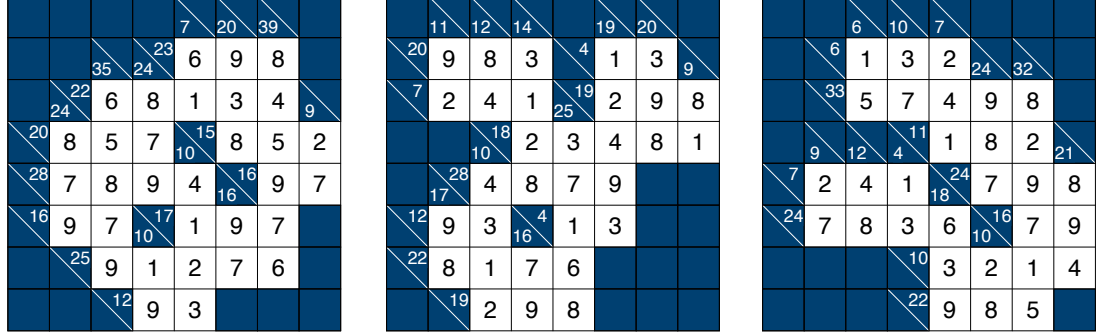 7 20 39
35 24 23 6 9 8
24 22 6 8 1 3 4 9
20 8 5 7 10 15 8 5 2
28 7 8 9 4 16 16 9 7
16 9 7 10 17 1 9 7
25 9 1 2 7 6
12 9 3
11 12 14 19 20
20 9 8 3 4 1 3 9
7 2 4 1 25 19 2 9 8
10 18 2 3 4 8 1
17 28 4 8 7 9
12 9 3 16 4 1 3
22 8 1 7 6
19 2 9 8
6 10 7
6 1 3 2 24 32
33 5 7 4 9 8
9 12 4 11 1 8 2 21
7 2 4 1 18 24 7 9 8
24 7 8 3 6 10 16 7 9
10 3 2 1 4
22 9 8 5